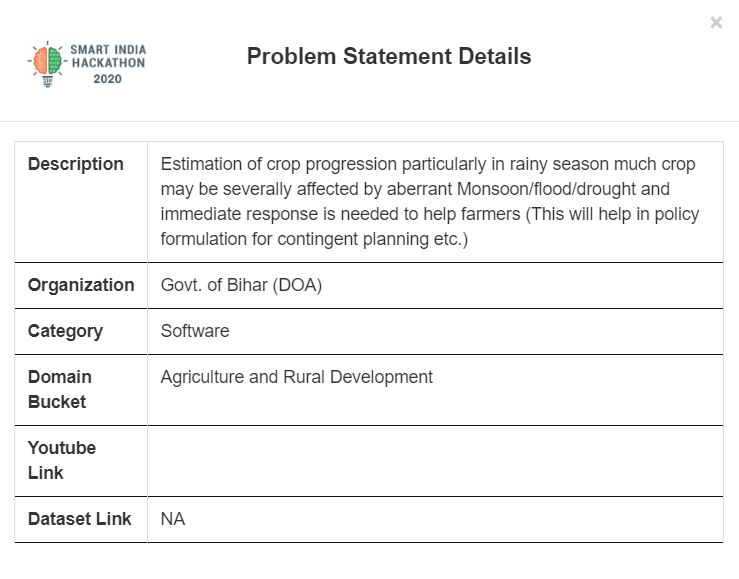 ×
SMART INDIA
HACKATHON
2020
Problem Statement Details
Description
Estimation of crop progression particularly in rainy season much crop
may be severally affected by aberrant Monsoon/flood/drought and
immediate response is needed to help farmers (This will help in policy
formulation for contingent planning etc.)
Organization
Govt. of Bihar (DOA)
Category
Software
Domain
Bucket
Agriculture and Rural Development
Youtube
Link
Dataset Link
NA